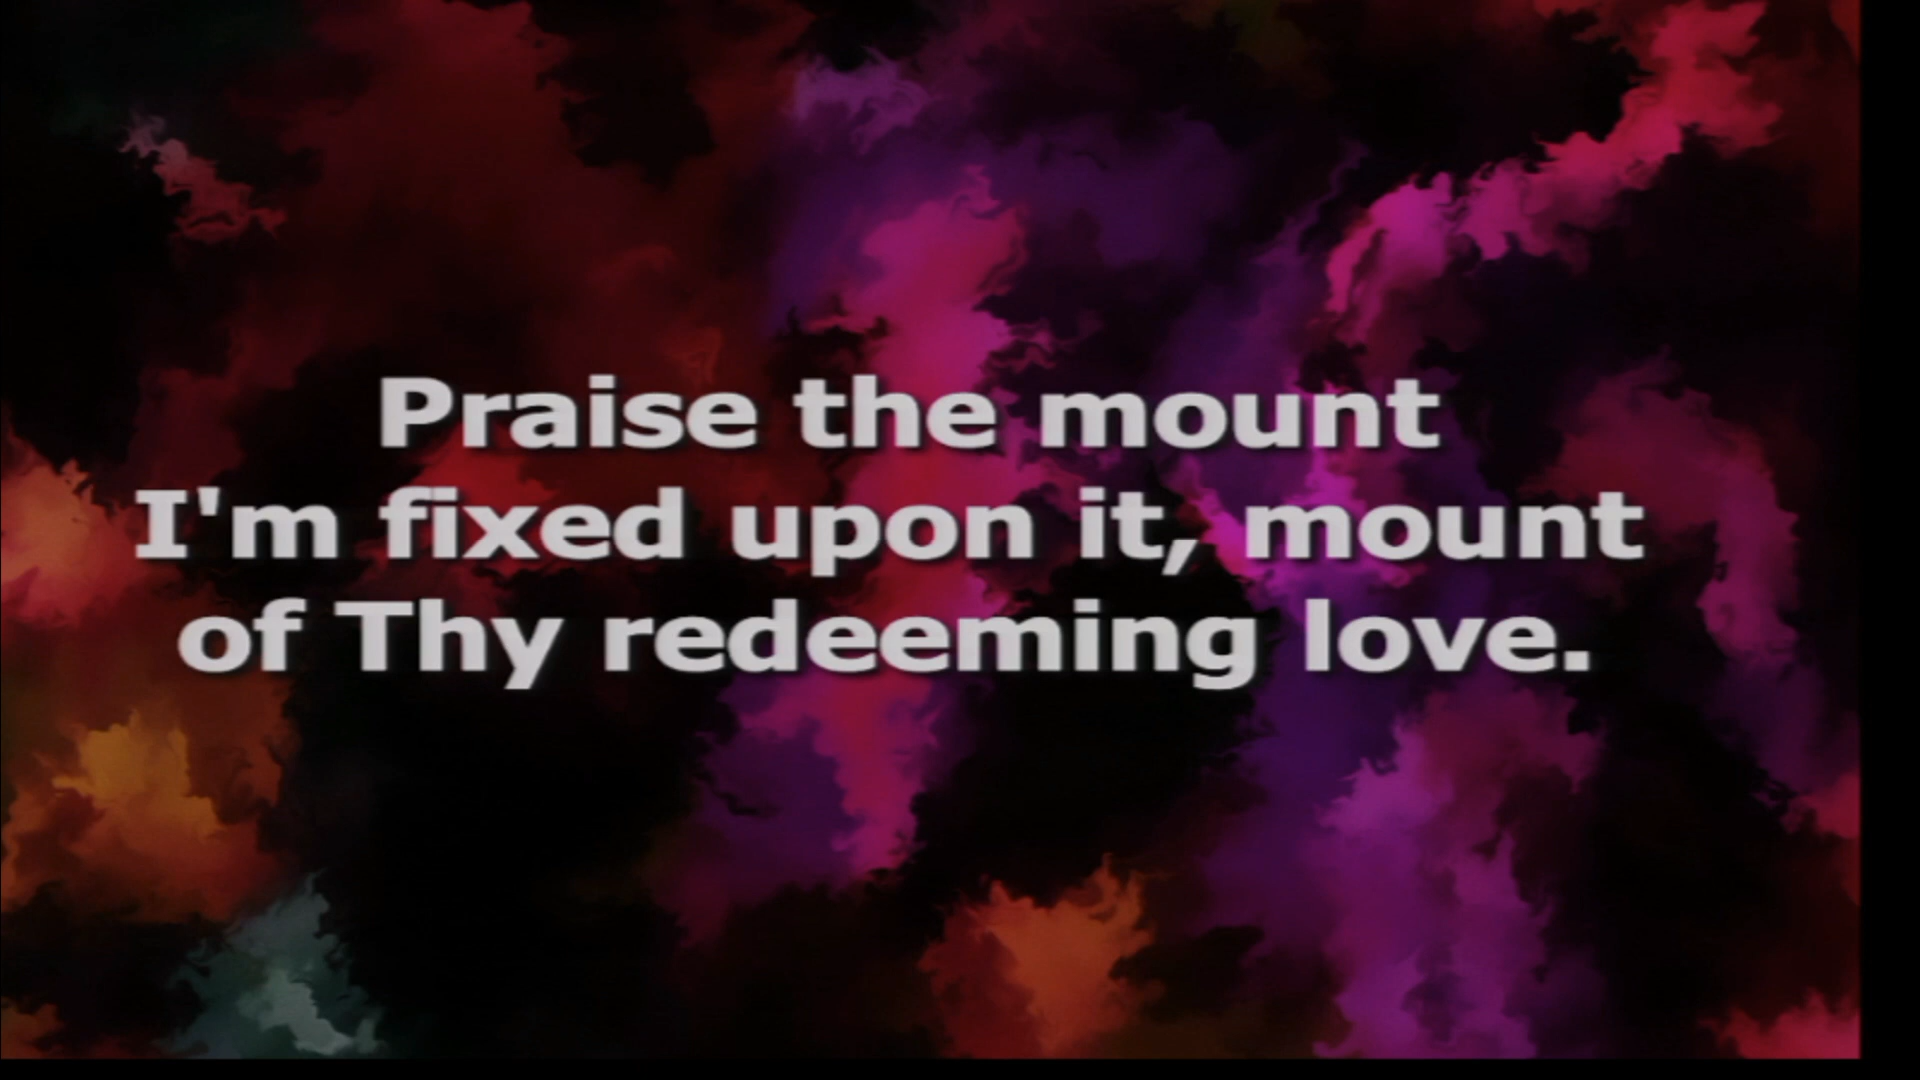 Praise the mount
I'm fixed upon it, mount
of Thy redeeming love.